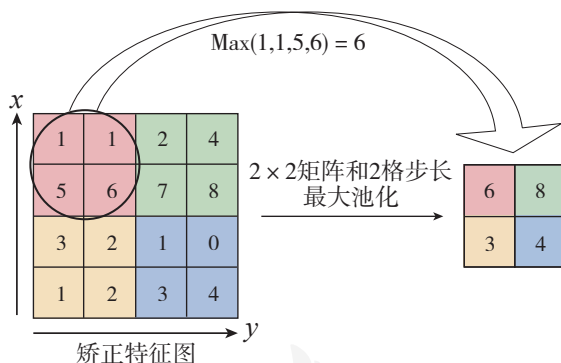 Max(1,1,5,6) = 6
x
1 1 2 4
5 6 7 8
3 2 1 0
1 2 3 4
y
矫正特征图
2 × 2矩阵和2格步长
最大池化
6 8
3 4